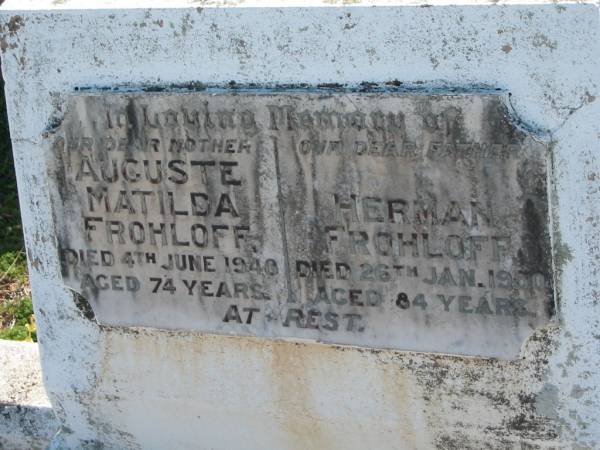 In Loving Memory of
OUR DEAR MOTHER
AUGUSTE
MATILDA
FROHLOFF,
DIED 4TH JUNE 1940
AGED 74 YEARS.
OUR DEAR FATHER
HERMAN
FROHLOFF,
DIED 26TH JAN. 1950
AGED 84 YEARS.
AT REST.